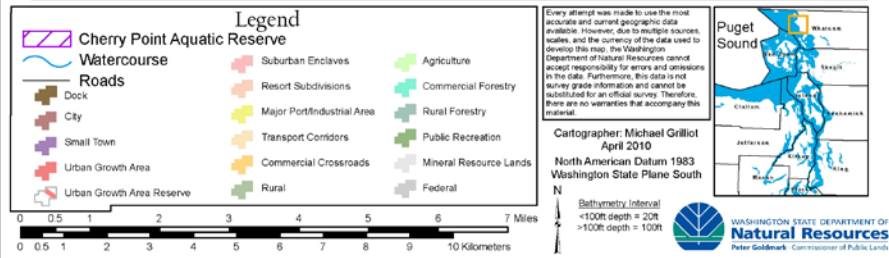 Legend
Cherry Point Aquatic Reserve
Watercourse
Roads
Dock
City
Small Town
Urban Growth Area
Urban Growth Area Reserve
Suburban Enclaves
Resort Subdivisions
Major Port/Industrial Area
Transport Corridors
Commercial Crossroads
Rural
Agriculture
Commercial Forestry
Rural Forestry
Public Recreation
Mineral Resource Lands
Federal
0 0.5 1 2 3 4 5 6 7 Miles
0 0.5 1 2 3 4 5 6 7 8 9 10 Kilometers
Every attempt was made to use the most
accurate and current geographic data
available. However, due to multiple sources,
scales, and the currency of the data used to
develop this map, the Washington
Department of Natural Resources cannot
accept responsibility for errors and omissions
in the data. Furthermore, this data is not
survey grade information and cannot be
substituted for an official survey. Therefore,
there are no warranties that accompany this
material.
Cartographer: Michael Grilliot
April 2010
North American Datum 1983
Washington State Plane South
N
Bathymetry Interval
<100ft depth = 20ft
>100ft depth = 100ft
Puget
Sound
Whatcom
Skagit
Snohomish
Clallam
Jefferson
Kitsap
King
Mason
WASHINGTON STATE DEPARTMENT OF
Natural Resources
Peter Goldmark - Commissioner of Public Lands